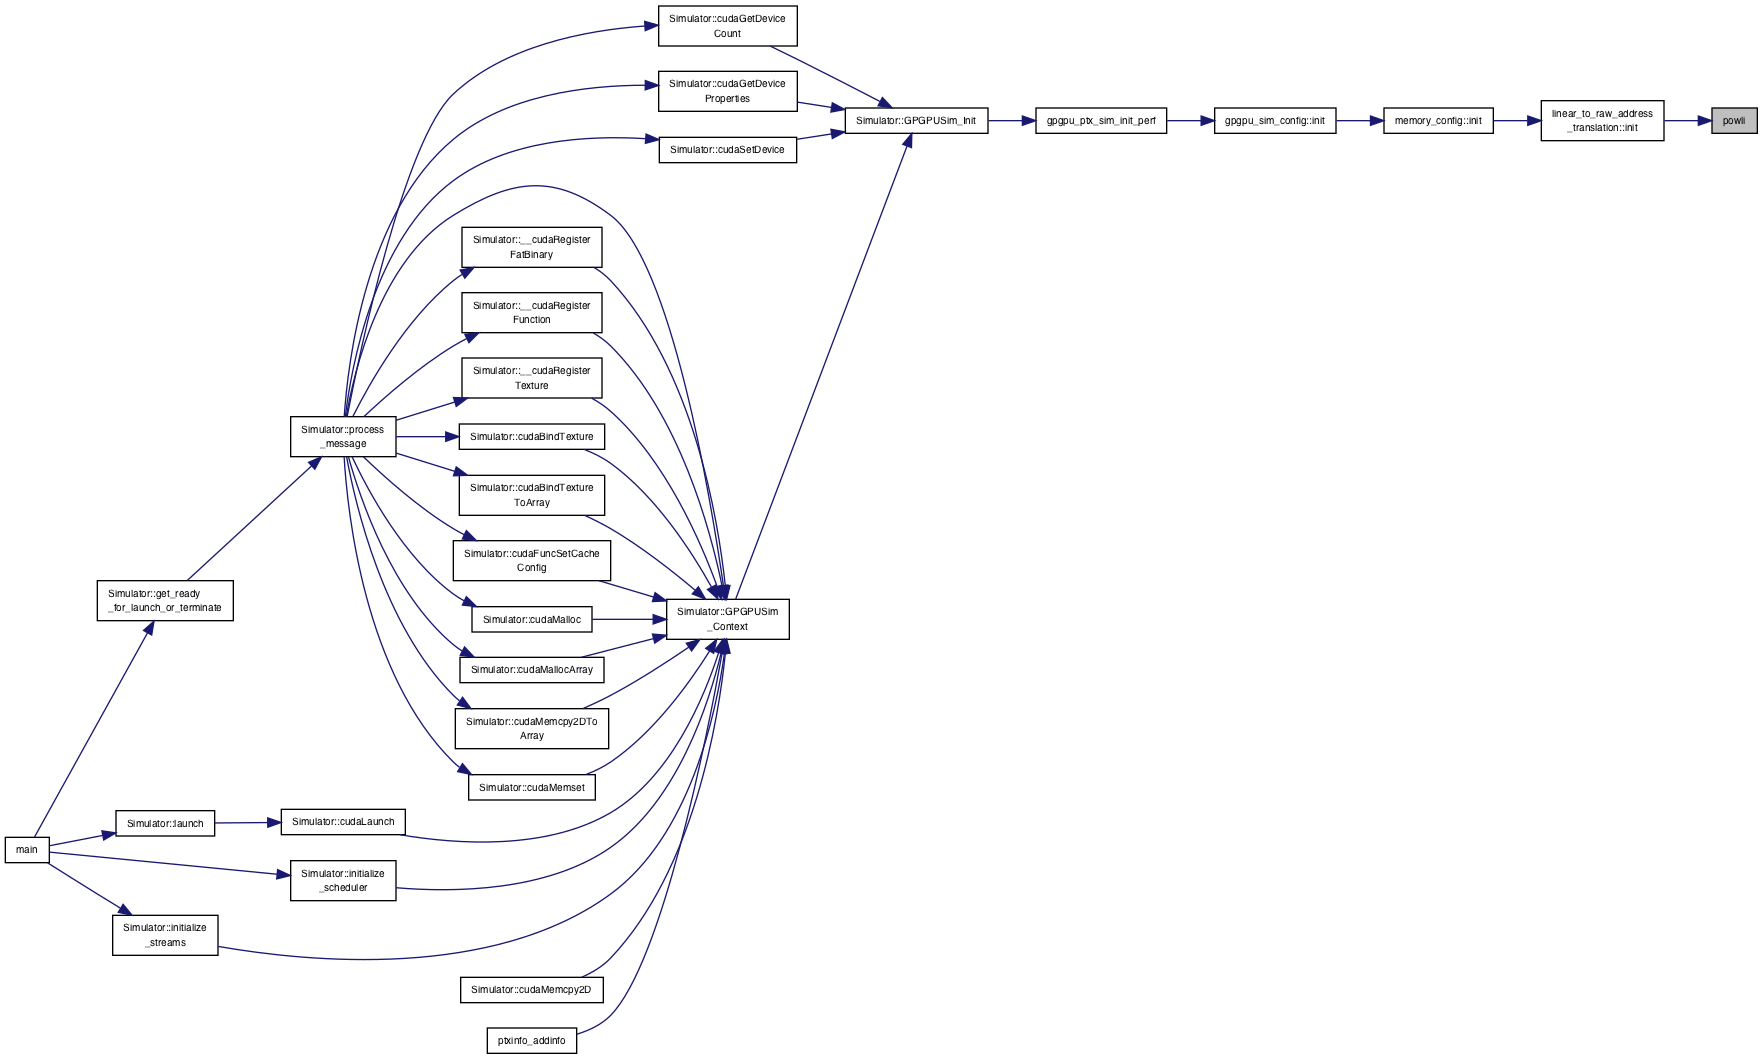 Simulator::cudaGetDevice
Count
Simulator::cudaGetDevice
Properties
Simulator::GPGPUSim_Init
gpgpu_ptx_sim_init_perf
gpgpu_sim_config::init
memory_config::init
linear_to_raw_address
_translation::init
powli
Simulator::cudaSetDevice
Simulator::__cudaRegister
FatBinary
Simulator::__cudaRegister
Function
Simulator::__cudaRegister
Texture
Simulator::process
_message
Simulator::cudaBindTexture
Simulator::cudaBindTexture
ToArray
Simulator::cudaFuncSetCache
Config
Simulator::get_ready
_for_launch_or_terminate
Simulator::cudaMalloc
Simulator::GPGPUSim
_Context
Simulator::cudaMallocArray
Simulator::cudaMemcpy2DTo
Array
Simulator::cudaMemset
Simulator::launch
Simulator::cudaLaunch
main
Simulator::initialize
_scheduler
Simulator::initialize
_streams
Simulator::cudaMemcpy2D
ptxinfo_addinfo